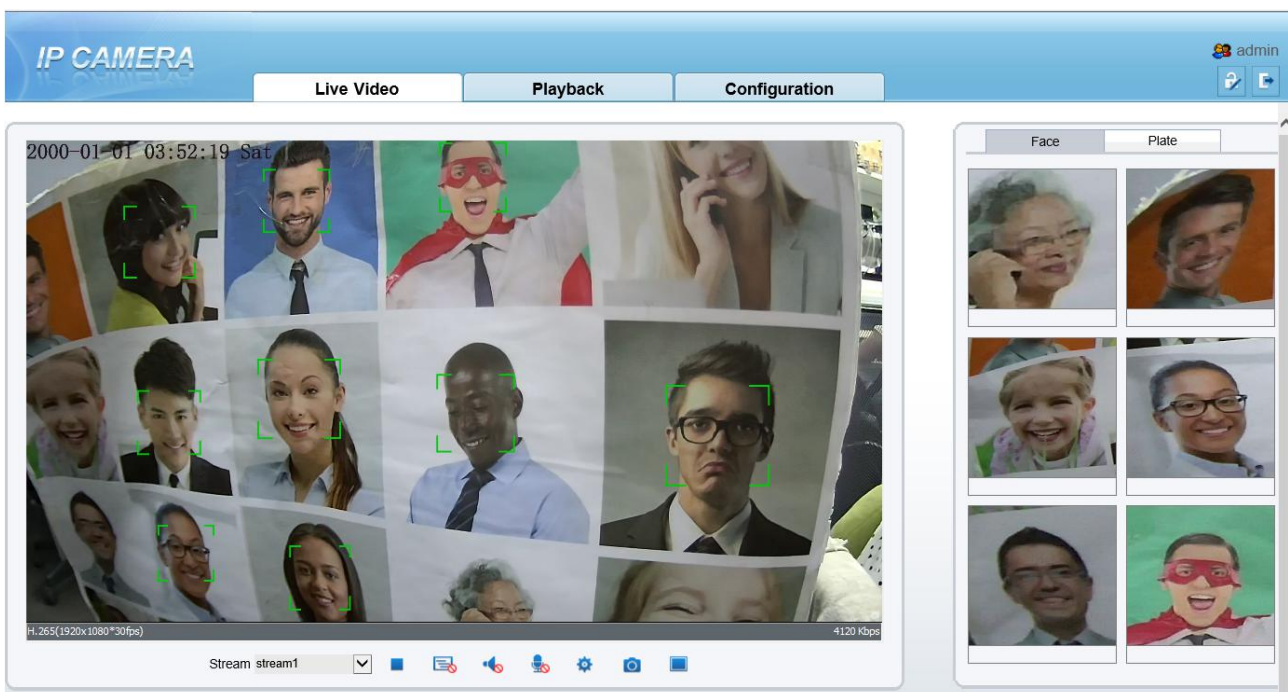 IP CAMERA
admin
Live Video
Playback
Configuration
2000-01-01 03:52:19 Sat
Face
Plate
H.265(1920x1080*30fps)
4120 Kbps
Stream
stream1